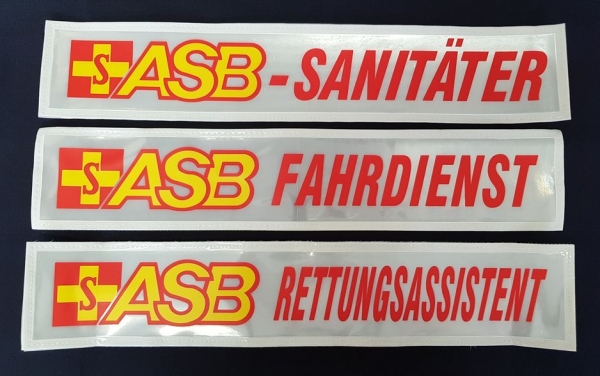 S ASB-SANITÄTER
S ASB FAHRDIENST
S ASB RETTUNGSASSISTENT